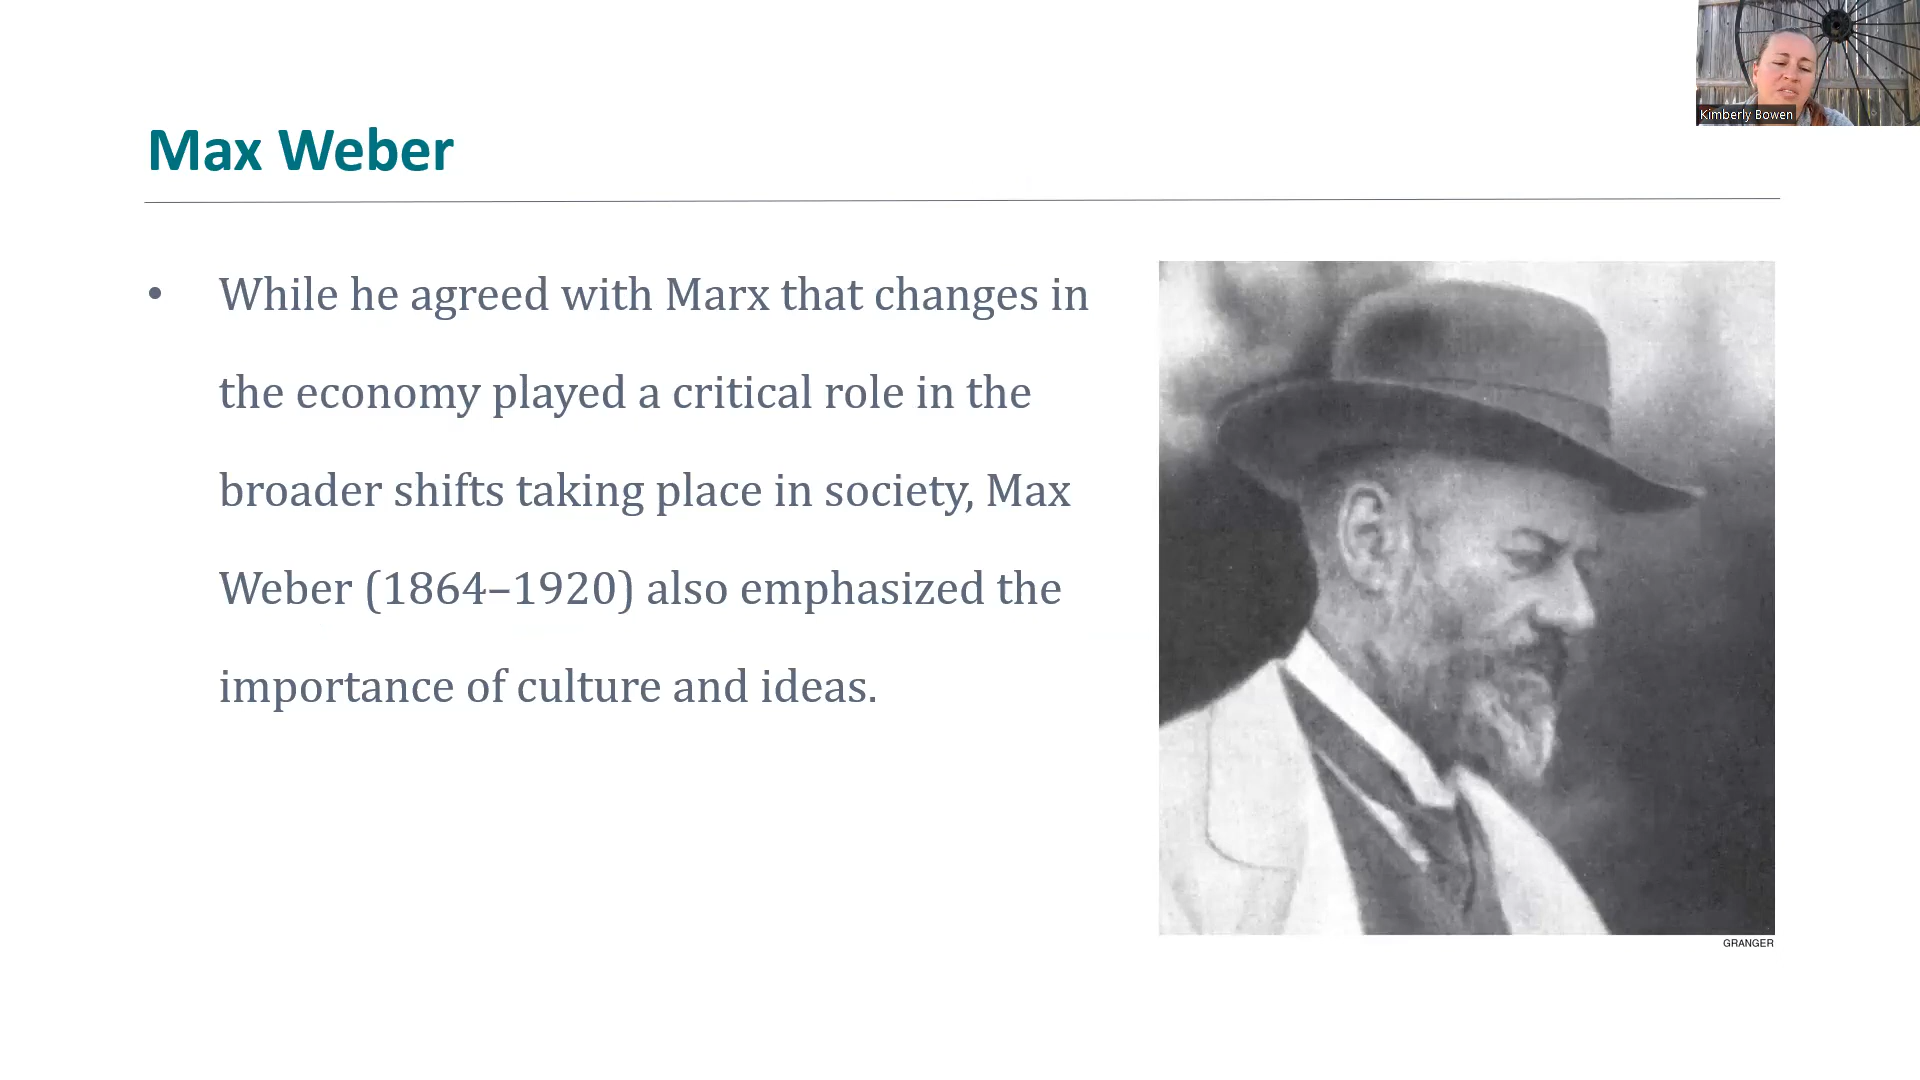 Kimberly Bowen
Max Weber
• While he agreed with Marx that changes in
the economy played a critical role in the
broader shifts taking place in society, Max
Weber (1864–1920) also emphasized the
importance of culture and ideas.
GRANGER